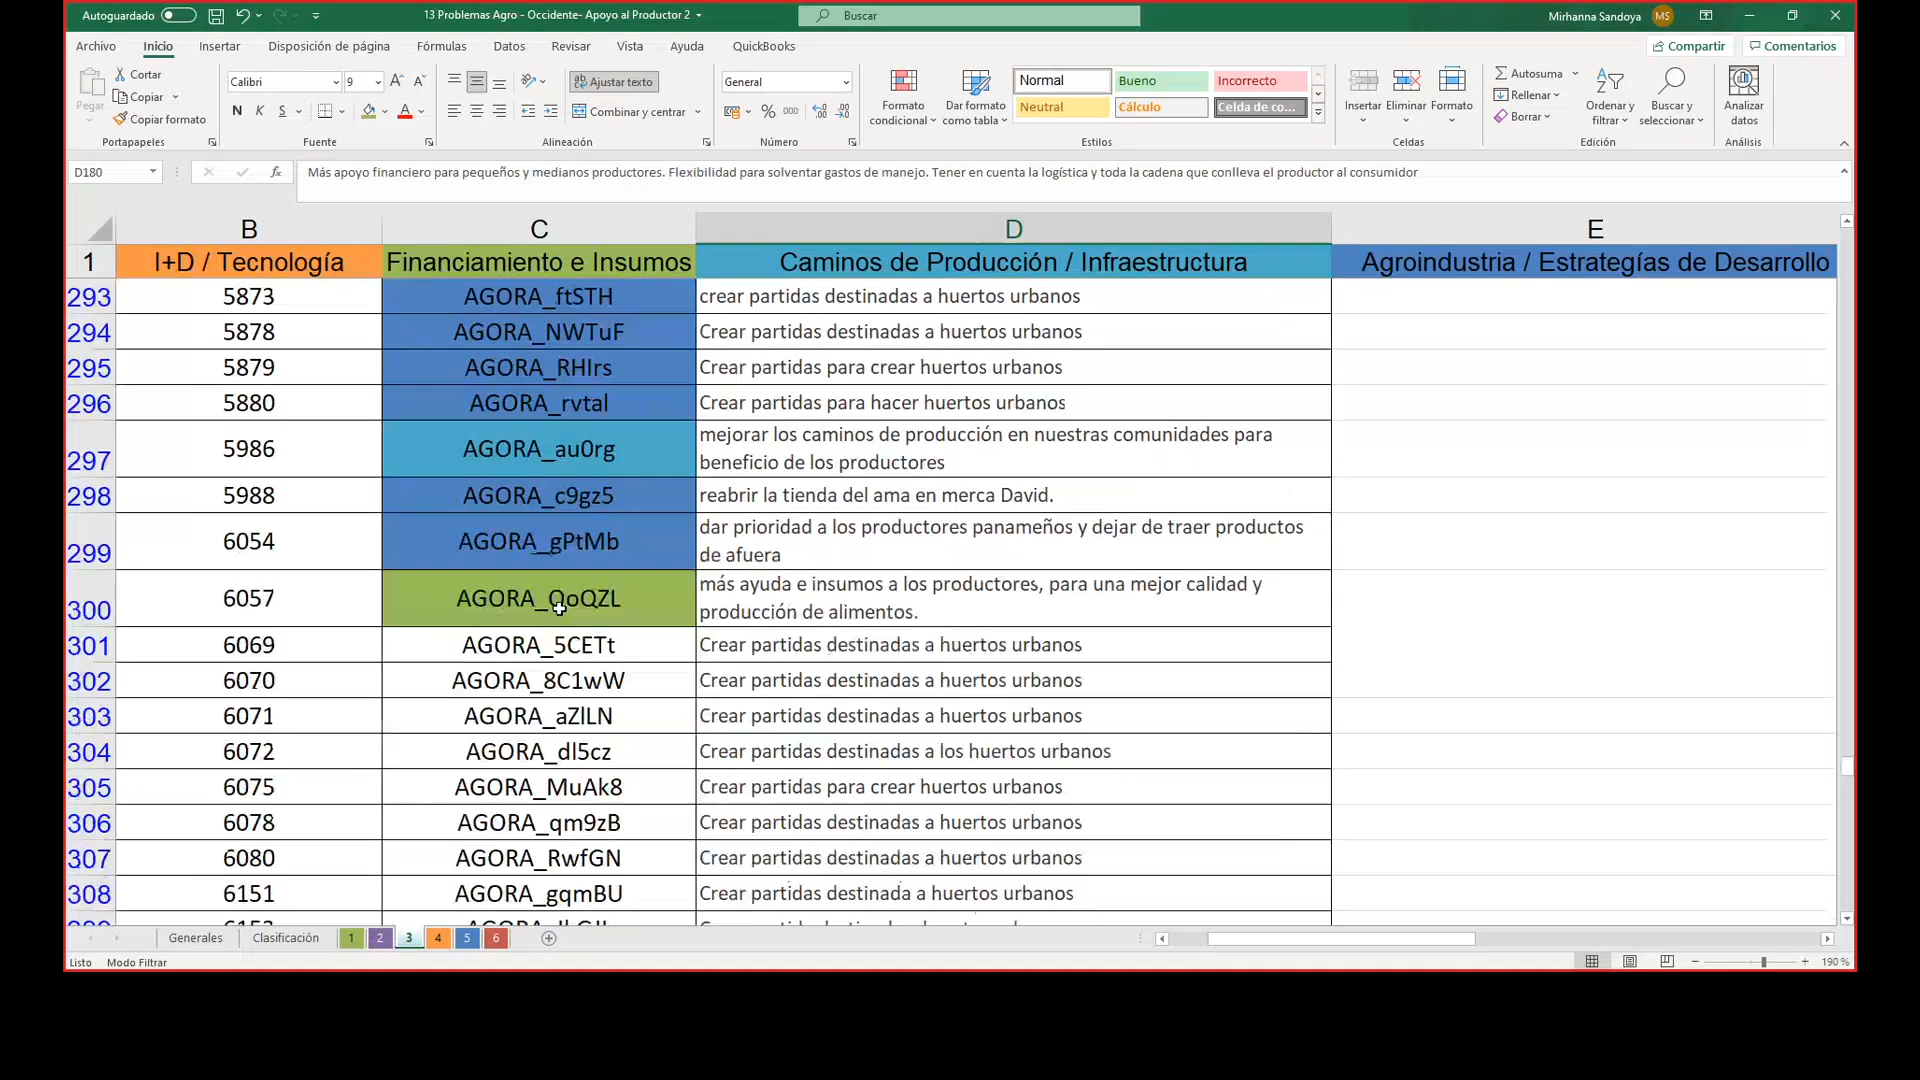 Autoguardado
13 Problemas Agro - Occidente- Apoyo al Productor 2
Buscar
Mirhanna Sandoya
MS
Archivo
Inicio
Insertar
Disposición de página
Fórmulas
Datos
Revisar
Vista
Ayuda
QuickBooks
Compartir
Comentarios
Pegar
Cortar
Copiar
Copiar formato
Portapapeles
Calibri
9
N K S
Fuente
Ajustar texto
Combinar y centrar
Alineación
General
% 000
Número
Formato condicional
Dar formato como tabla
Normal
Bueno
Incorrecto
Neutral
Cálculo
Celda de co...
Estilos
Insertar
Eliminar
Formato
Celdas
Autosuma
Rellenar
Borrar
Ordenar y filtrar
Buscar y seleccionar
Edición
Analizar datos
Análisis
D180
fx
Más apoyo financiero para pequeños y medianos productores. Flexibilidad para solventar gastos de manejo. Tener en cuenta la logística y toda la cadena que conlleva el productor al consumidor
B C D E
1 I+D / Tecnología Financiamiento e Insumos Caminos de Producción / Infraestructura Agroindustria / Estrategías de Desarrollo
293 5873 AGORA_ftSTH crear partidas destinadas a huertos urbanos
294 5878 AGORA_NWTuF Crear partidas destinadas a huertos urbanos
295 5879 AGORA_RHIrs Crear partidas para crear huertos urbanos
296 5880 AGORA_rvtal Crear partidas para hacer huertos urbanos
297 5986 AGORA_au0rg mejorar los caminos de producción en nuestras comunidades para
beneficio de los productores
298 5988 AGORA_c9gz5 reabrir la tienda del ama en merca David.
299 6054 AGORA_gPtMb dar prioridad a los productores panameños y dejar de traer productos
de afuera
300 6057 AGORA_QoQZL más ayuda e insumos a los productores, para una mejor calidad y
producción de alimentos.
301 6069 AGORA_5CETt Crear partidas destinadas a huertos urbanos
302 6070 AGORA_8C1wW Crear partidas destinadas a huertos urbanos
303 6071 AGORA_aZlLN Crear partidas destinadas a huertos urbanos
304 6072 AGORA_dl5cz Crear partidas destinadas a los huertos urbanos
305 6075 AGORA_MuAk8 Crear partidas para crear huertos urbanos
306 6078 AGORA_qm9zB Crear partidas destinadas a huertos urbanos
307 6080 AGORA_RwfGN Crear partidas destinadas a huertos urbanos
308 6151 AGORA_gqmBU Crear partidas destinada a huertos urbanos
Generales
Clasificación
1 2 3 4 5 6
Listo
Modo Filtrar
190 %